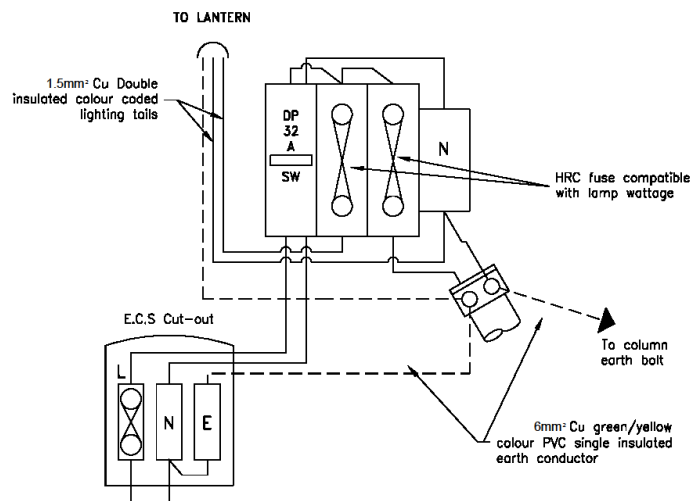 TO LANTERN
1.5mm² Cu Double
insulated colour coded
lighting tails
DP
32
A
SW
N
HRC fuse compatible
with lamp wattage
E.C.S Cut-out
To column
earth bolt
L
N
E
6mm² Cu green/yellow
colour PVC single insulated
earth conductor